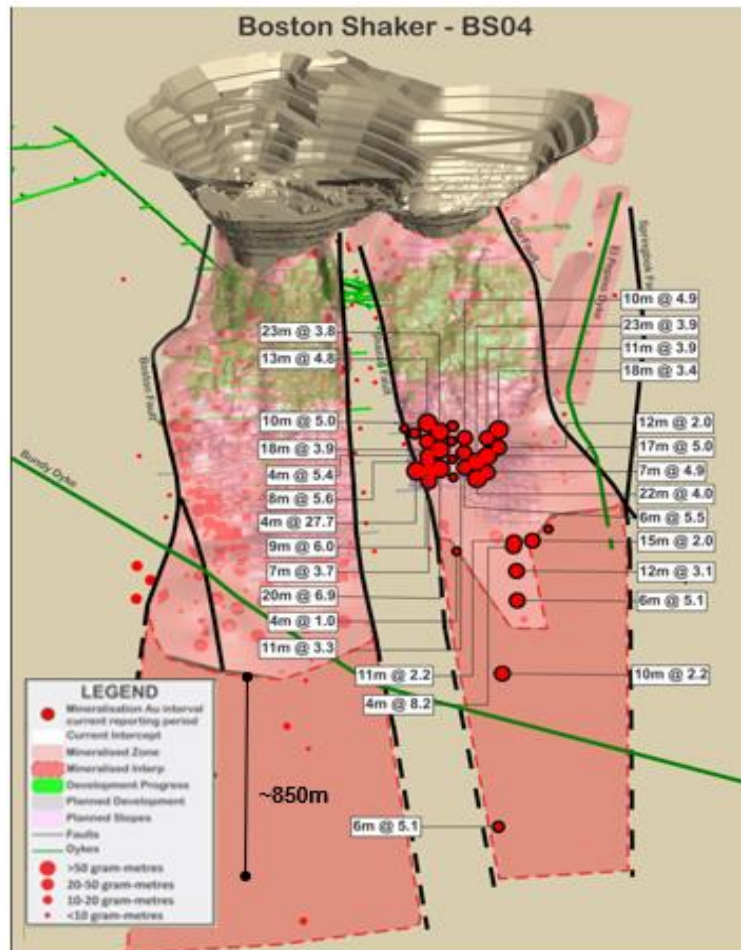 Boston Shaker - BS04
10m @ 4.9
23m @ 3.9
11m @ 3.9
18m @ 3.4
23m @ 3.8
13m @ 4.8
10m @ 5.0
18m @ 3.9
4m @ 5.4
8m @ 5.6
4m @ 27.7
9m @ 6.0
7m @ 3.7
20m @ 6.9
4m @ 1.0
11m @ 3.3
12m @ 2.0
17m @ 5.0
7m @ 4.9
22m @ 4.0
6m @ 5.5
15m @ 2.0
12m @ 3.1
6m @ 5.1
11m @ 2.2
4m @ 8.2
10m @ 2.2
6m @ 5.1
Boston Fault
Bundy Dyke
Fault
Dyke
Springbok
~850m
LEGEND
Mineralisation Au interval
current reporting period
Current Intercept
Mineralised Zone
Mineralised Interp
Development Progress
Planned Development
Planned Stopes
Faults
Dykes
>50 gram-metres
20-50 gram-metres
10-20 gram-metres
<10 gram-metres